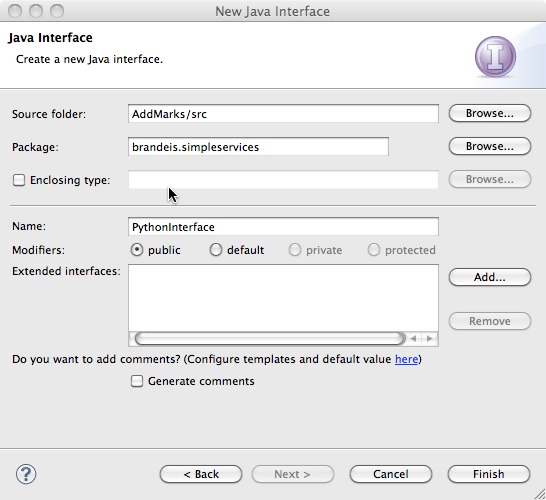 New Java Interface
Java Interface
Create a new Java interface.
I
Source folder: AddMarks/src Browse...
Package: brandeis.simpleservices Browse...
Enclosing type: Browse...
Name: PythonInterface
Modifiers: public default private protected
Extended interfaces: Add...
Remove
Do you want to add comments? (Configure templates and default value here)
Generate comments
? < Back Next > Cancel Finish